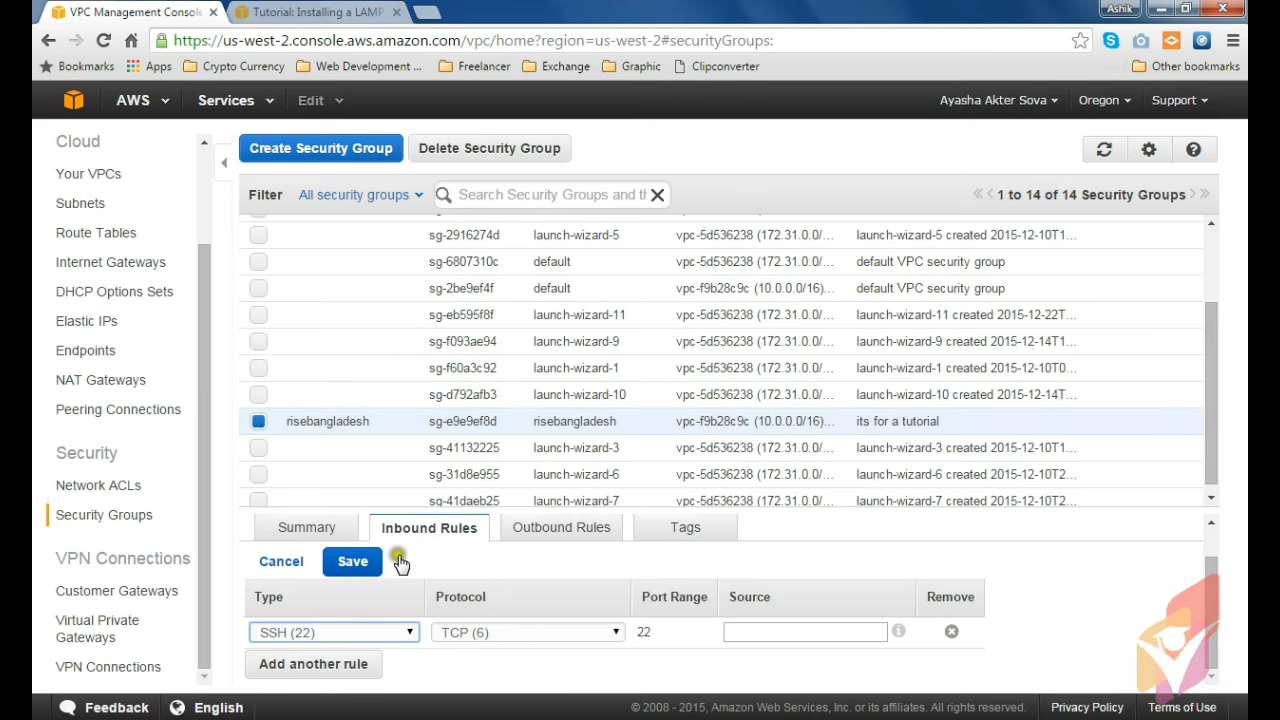 VPC Management Conso
Tutorial: Installing a LAMP
Ashik
https://us-west-2.console.aws.amazon.com/vpc/home?region=us-west-2#securityGroups:
Bookmarks Apps Crypto Currency Web Development ... Freelancer Exchange Graphic Clipconverter Other bookmarks
AWS Services Edit Ayasha Akter Sova Oregon Support
Cloud
Your VPCs
Subnets
Route Tables
Internet Gateways
DHCP Options Sets
Elastic IPs
Endpoints
NAT Gateways
Peering Connections
Security
Network ACLs
Security Groups
VPN Connections
Customer Gateways
Virtual Private
Gateways
VPN Connections
Create Security Group Delete Security Group
Filter All security groups Search Security Groups and th 1 to 14 of 14 Security Groups
sg-2916274d launch-wizard-5 vpc-5d536238 (172.31.0.0/... launch-wizard-5 created 2015-12-10T1...
sg-6807310c default vpc-5d536238 (172.31.0.0/... default VPC security group
sg-2be9ef4f default vpc-f9b28c9c (10.0.0.0/16)... default VPC security group
sg-eb595f8f launch-wizard-11 vpc-5d536238 (172.31.0.0/... launch-wizard-11 created 2015-12-22T...
sg-f093ae94 launch-wizard-9 vpc-5d536238 (172.31.0.0/... launch-wizard-9 created 2015-12-14T1...
sg-f60a3c92 launch-wizard-1 vpc-5d536238 (172.31.0.0/... launch-wizard-1 created 2015-12-10T0...
sg-d792afb3 launch-wizard-10 vpc-5d536238 (172.31.0.0/... launch-wizard-10 created 2015-12-14T...
risebangladesh sg-e9e9ef8d risebangladesh vpc-f9b28c9c (10.0.0.0/16)... its for a tutorial
sg-41132225 launch-wizard-3 vpc-5d536238 (172.31.0.0/... launch-wizard-3 created 2015-12-10T1...
sg-31d8e955 launch-wizard-6 vpc-5d536238 (172.31.0.0/... launch-wizard-6 created 2015-12-10T2...
sg-41daeb25 launch-wizard-7 vpc-5d536238 (172.31.0.0/... launch-wizard-7 created 2015-12-10T2...
Summary Inbound Rules Outbound Rules Tags
Cancel Save
Type Protocol Port Range Source Remove
SSH (22) TCP (6) 22
Add another rule
Feedback English © 2008 - 2015, Amazon Web Services, Inc. or its affiliates. All rights reserved. Privacy Policy Terms of Use